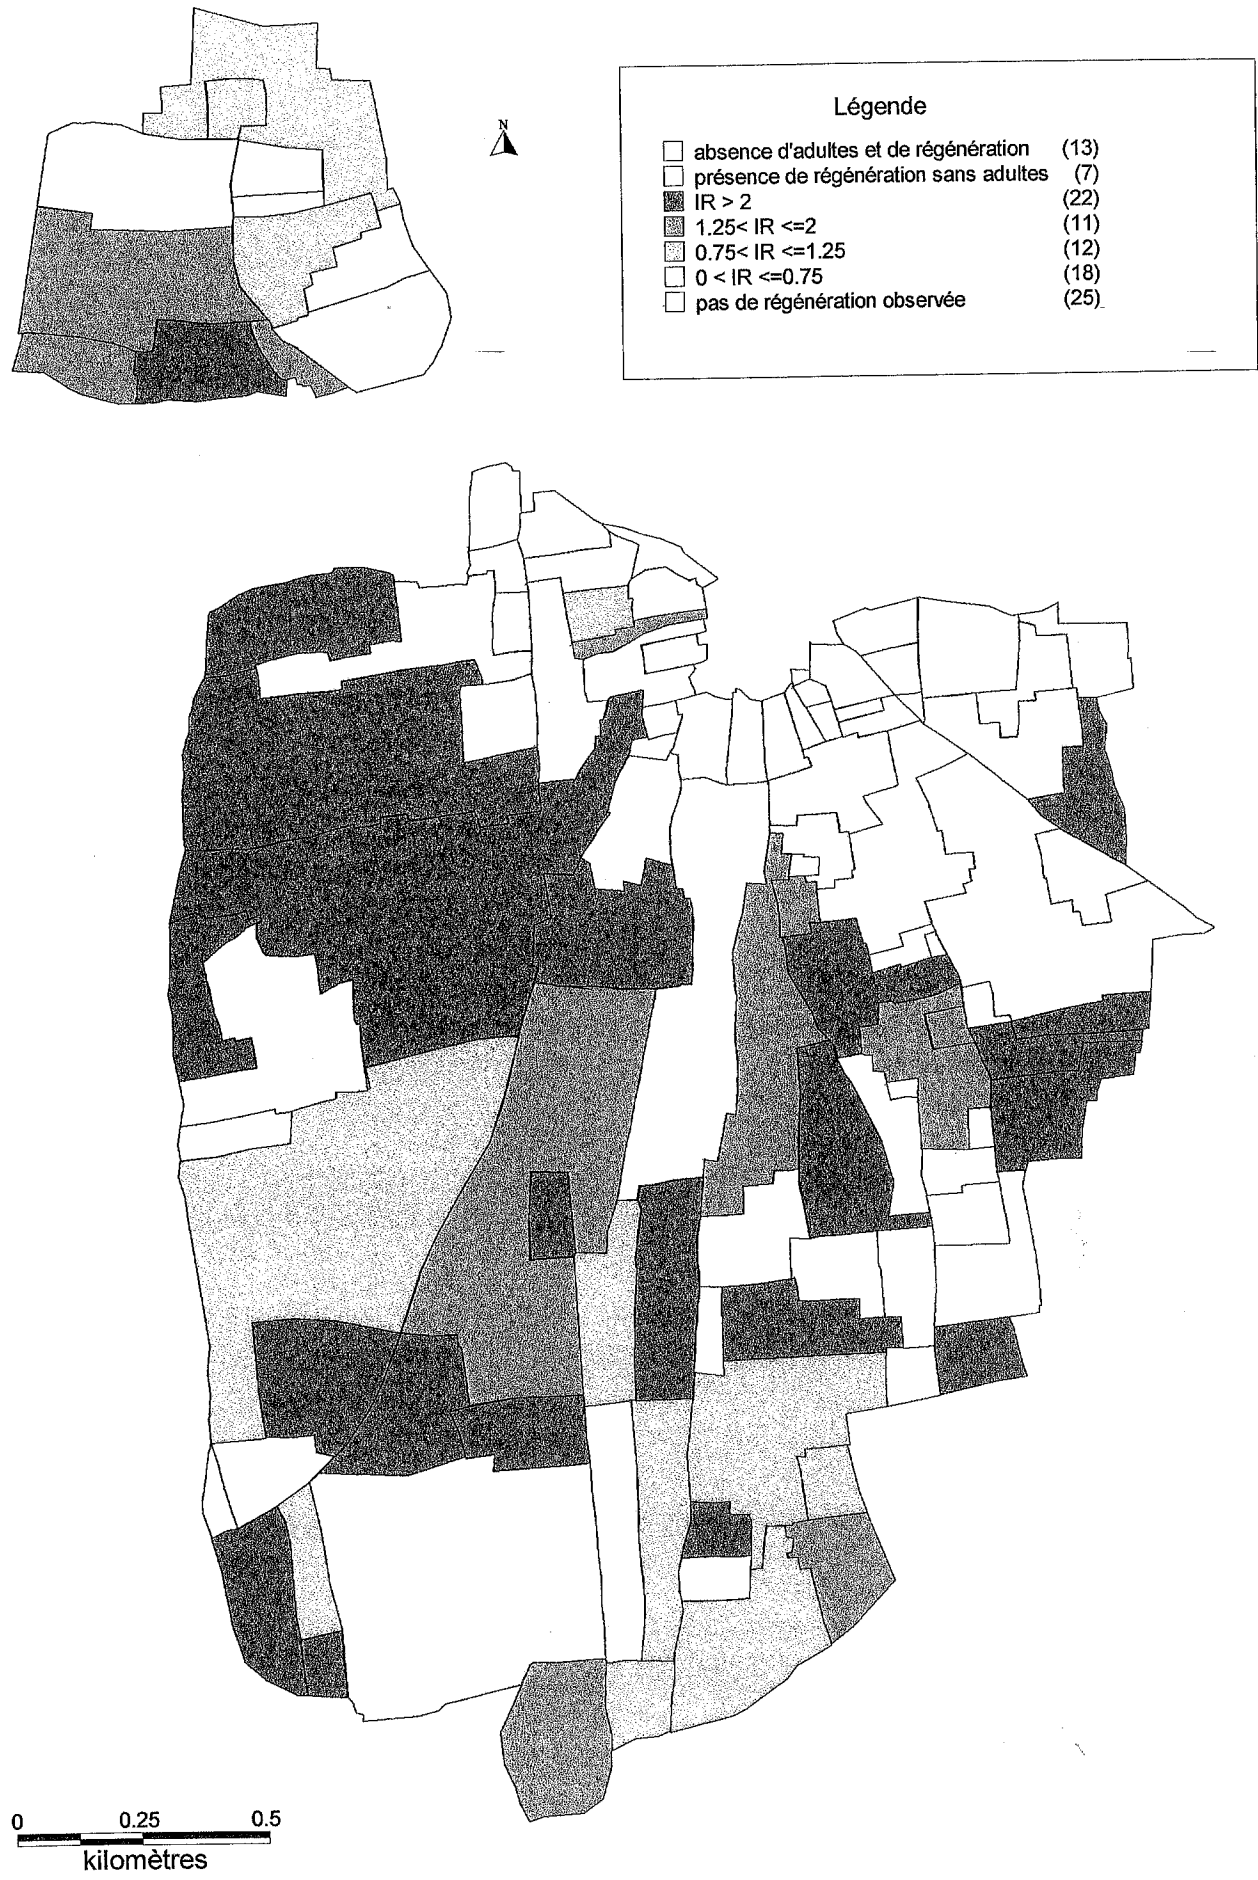 N
Légende
absence d'adultes et de régénération (13)
présence de régénération sans adultes (7)
IR > 2 (22)
1.25< IR <=2 (11)
0.75< IR <=1.25 (12)
0 < IR <=0.75 (18)
pas de régénération observée (25)
0 0.25 0.5
kilomètres